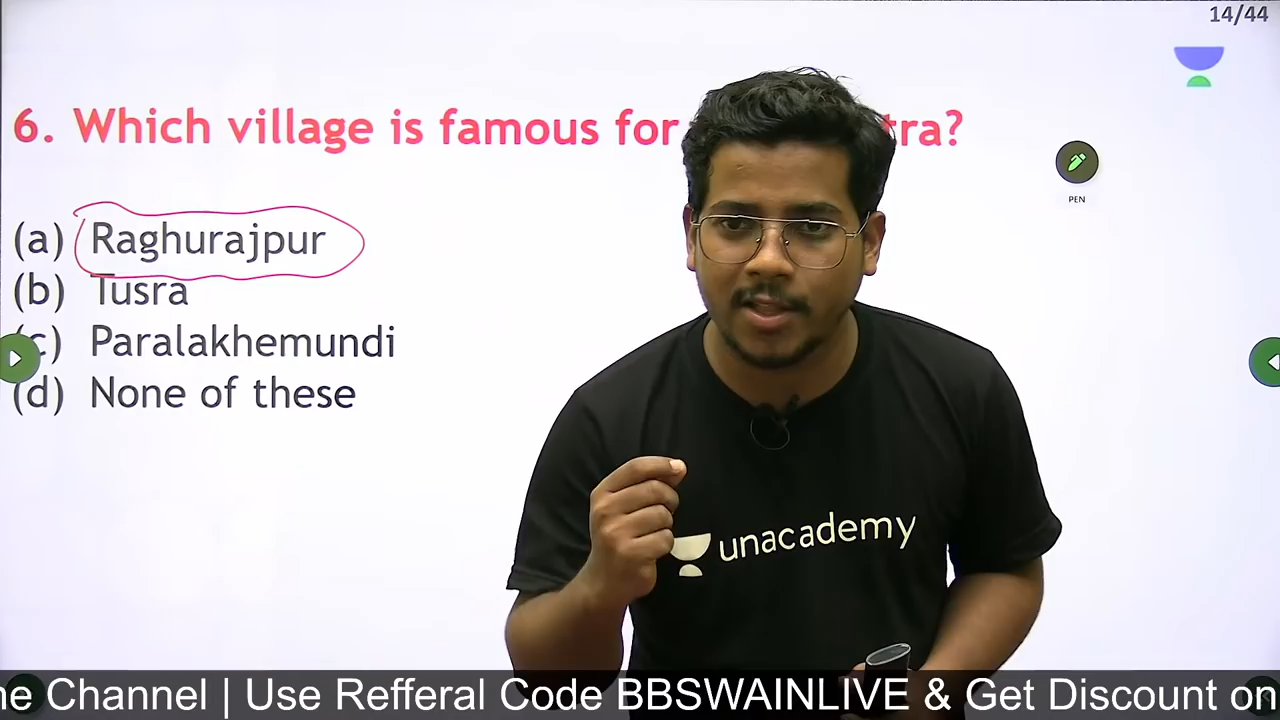 14/44
6. Which village is famous for tra?
PEN
(a) Raghurajpur
(b) Tusra
(c) Paralakhemundi
(d) None of these
unacademy
ne Channel | Use Refferal Code BBSWAINLIVE & Get Discount on